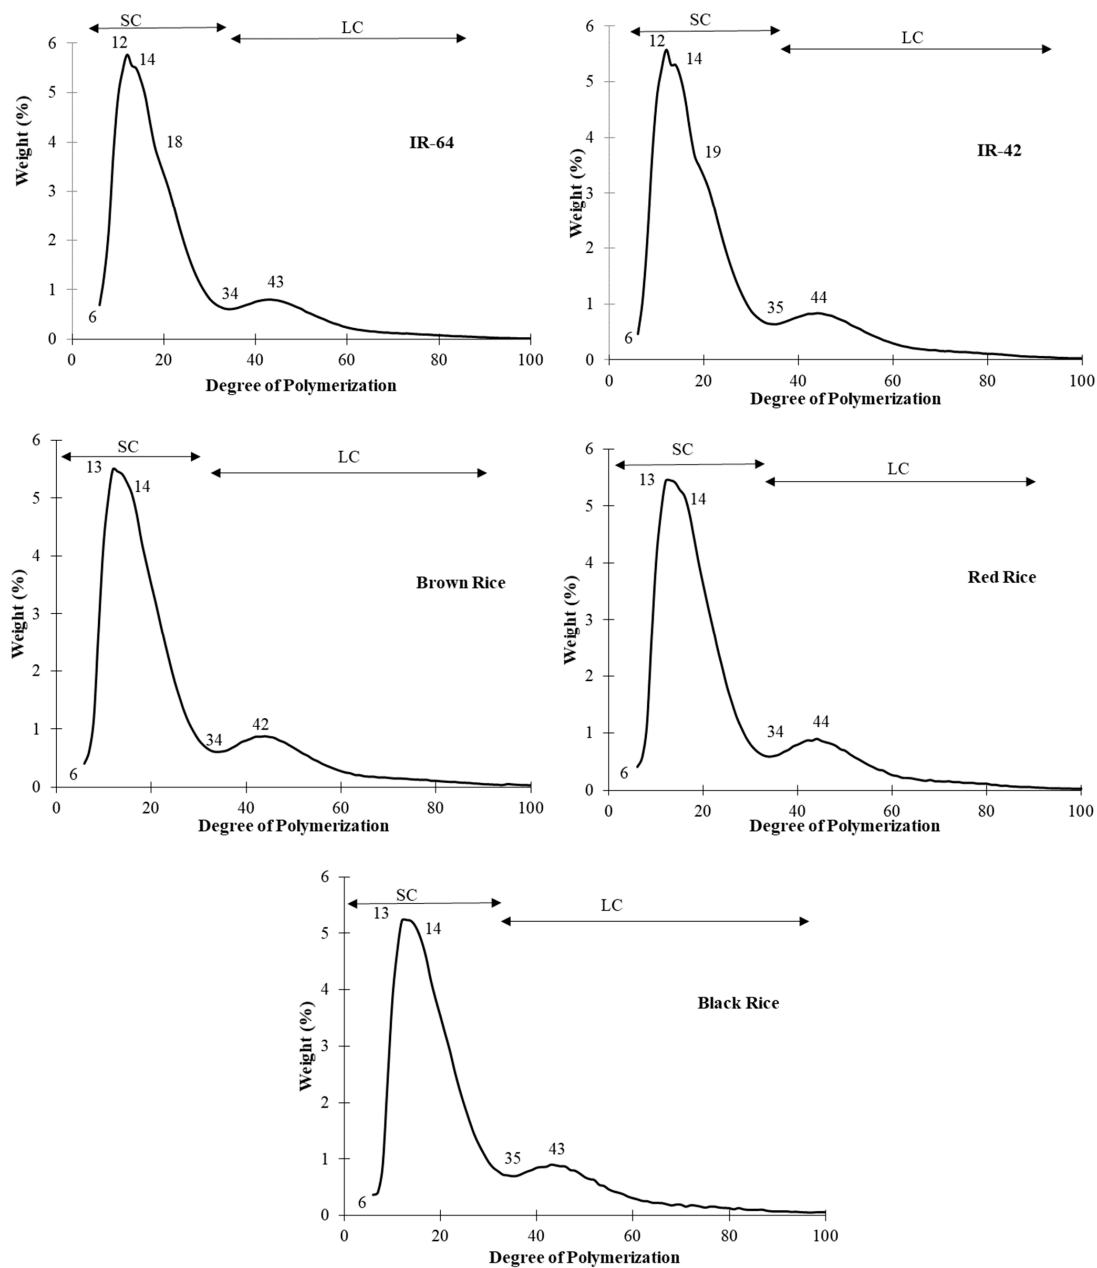 SC
LC
12
14
18
34
43
6
IR-64
Weight (%)
6
5
4
3
2
1
0
0 20 40 60 80 100
Degree of Polymerization
SC
LC
12
14
19
35
44
6
IR-42
Weight (%)
6
5
4
3
2
1
0
0 20 40 60 80 100
Degree of Polymerization
SC
LC
13
14
34
42
6
Brown Rice
Weight (%)
6
5
4
3
2
1
0
0 20 40 60 80 100
Degree of Polymerization
SC
LC
13
14
34
44
6
Red Rice
Weight (%)
6
5
4
3
2
1
0
0 20 40 60 80 100
Degree of Polymerization
SC
LC
13
14
35
43
6
Black Rice
Weight (%)
6
5
4
3
2
1
0
0 20 40 60 80 100
Degree of Polymerization